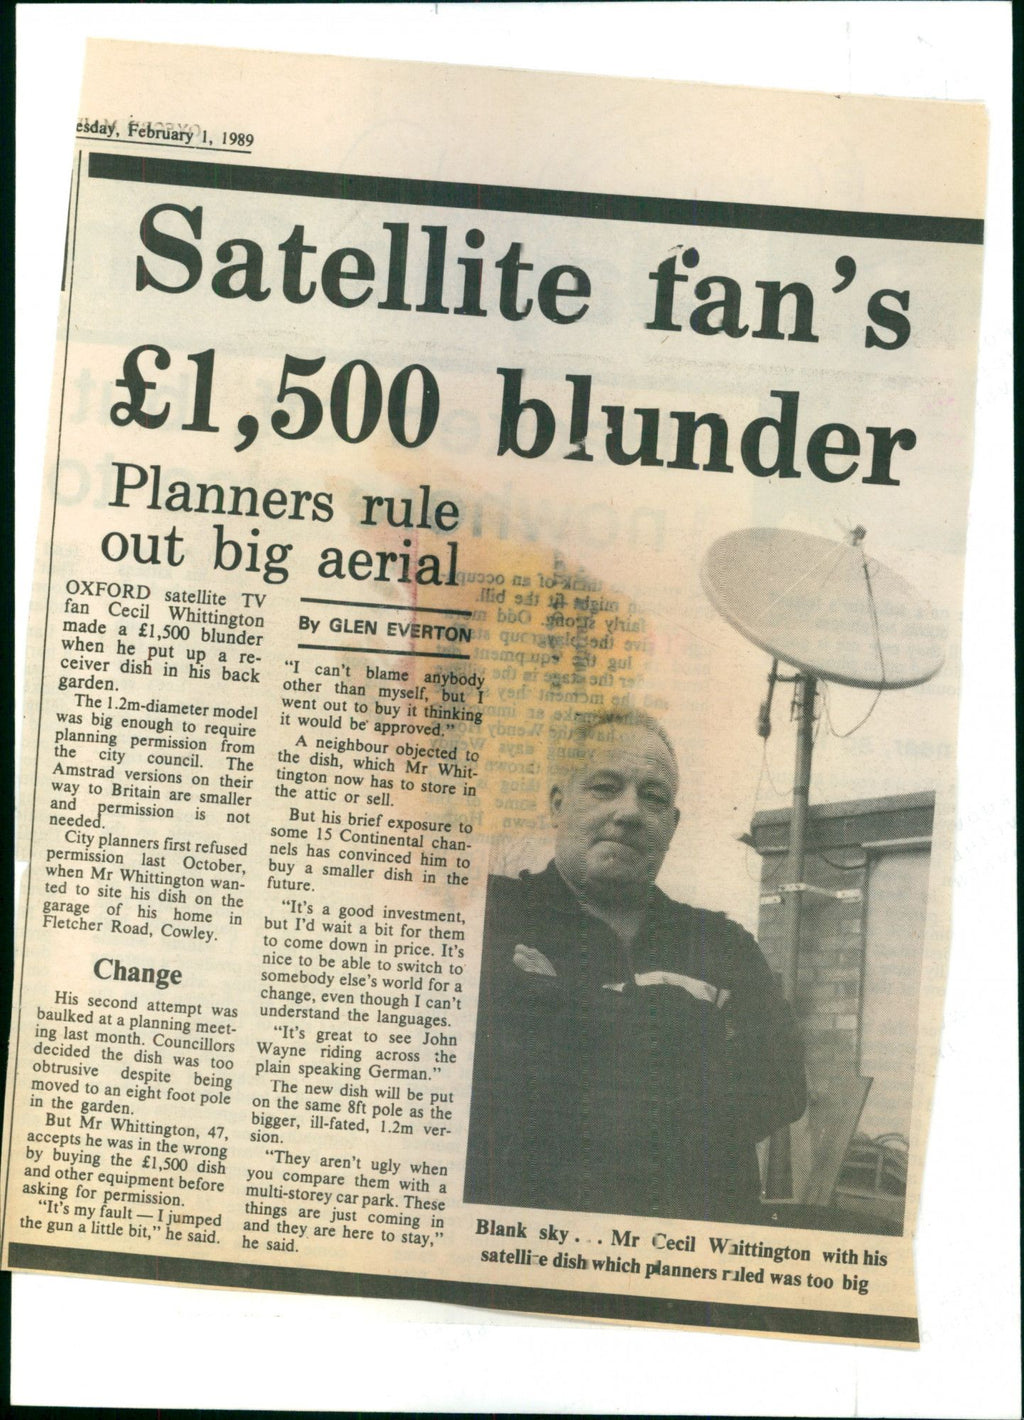 esday, February 1, 1989
Satellite fan's
£1,500 blunder
Planners rule
out big aerial
OXFORD satellite TV
fan Cecil Whittington
made a £1,500 blunder
when he put up a re-
ceiver dish in his back
garden.
The 1.2m-diameter model
was big enough to require
planning permission from
the city council. The
Amstrad versions on their
way to Britain are smaller
and permission is not
needed.
City planners first refused
permission last October,
when Mr Whittington wan-
ted to site his dish on the
garage of his home in
Fletcher Road, Cowley.
Change
His second attempt was
baulked at a planning meet-
ing last month. Councillors
decided the dish was too
obtrusive despite being
moved to an eight foot pole
in the garden.
But Mr Whittington, 47,
accepts he was in the wrong
by buying the £1,500 dish
and other equipment before
asking for permission.
"It's my fault — I jumped
the gun a little bit," he said.
By GLEN EVERTON
"I can't blame anybody
other than myself, but I
went out to buy it thinking
it would be approved."
A neighbour objected to
the dish, which Mr Whit-
tington now has to store in
the attic or sell.
But his brief exposure to
some 15 Continental chan-
nels has convinced him to
buy a smaller dish in the
future.
"It's a good investment,
but I'd wait a bit for them
to come down in price. It's
nice to be able to switch to
somebody else's world for a
change, even though I can't
understand the languages.
"It's great to see John
Wayne riding across the
plain speaking German."
The new dish will be put
on the same 8ft pole as the
bigger, ill-fated, 1.2m ver-
sion.
"They aren't ugly when
you compare them with a
multi-storey car park. These
things are just coming in
and they are here to stay,"
he said.
Blank sky . . . Mr Cecil Whittington with his
satellite dish which planners ruled was too big